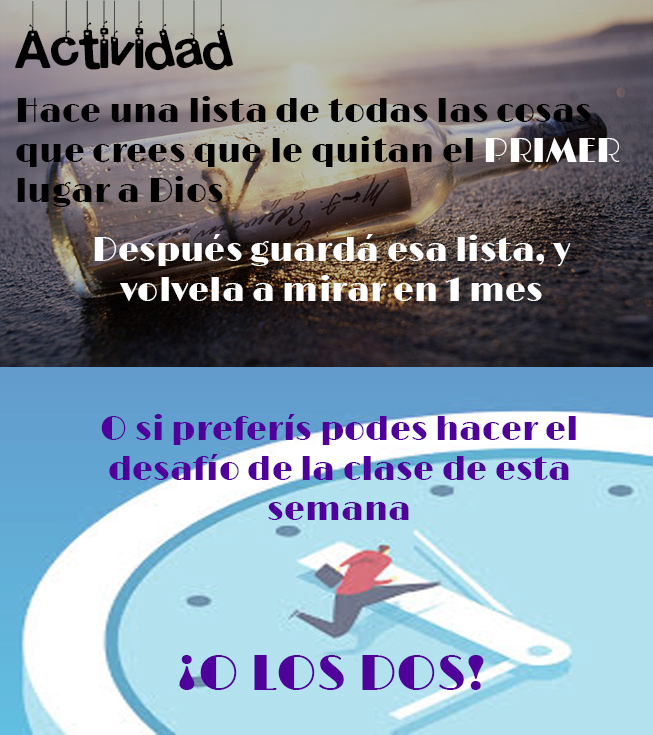 Actividad
Hace una lista de todas las cosas
que crees que le quitan el PRIMER
lugar a Dios
Después guardá esa lista, y
volvela a mirar en 1 mes
O si preferís podes hacer el
desafío de la clase de esta
semana
¡O LOS DOS!